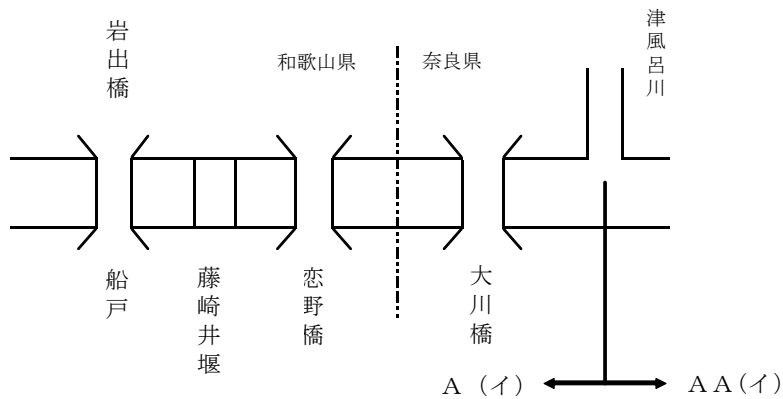 岩出橋
和歌山県
奈良県
津風呂川
船戸
藤崎井堰
恋野橋
大川橋
A（イ）
AA（イ）